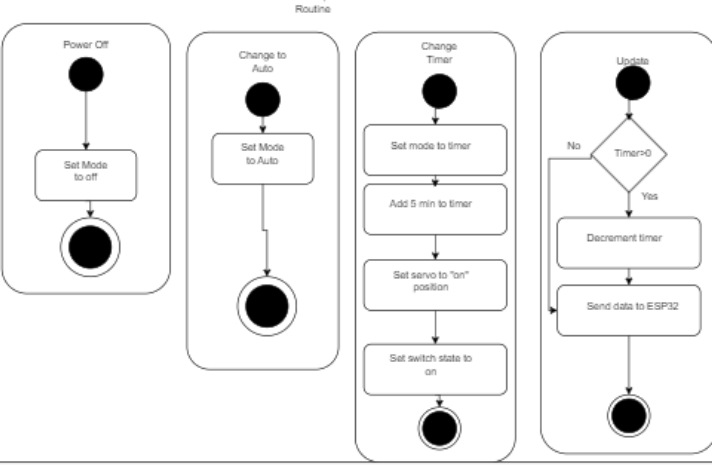 Routine
Power Off
Set Mode
to off
Change to
Auto
Set Mode
to Auto
Change
Timer
Set mode to timer
Add 5 min to timer
Set servo to "on"
position
Set switch state to
on
Update
Timer>0
No
Yes
Decrement timer
Send data to ESP32